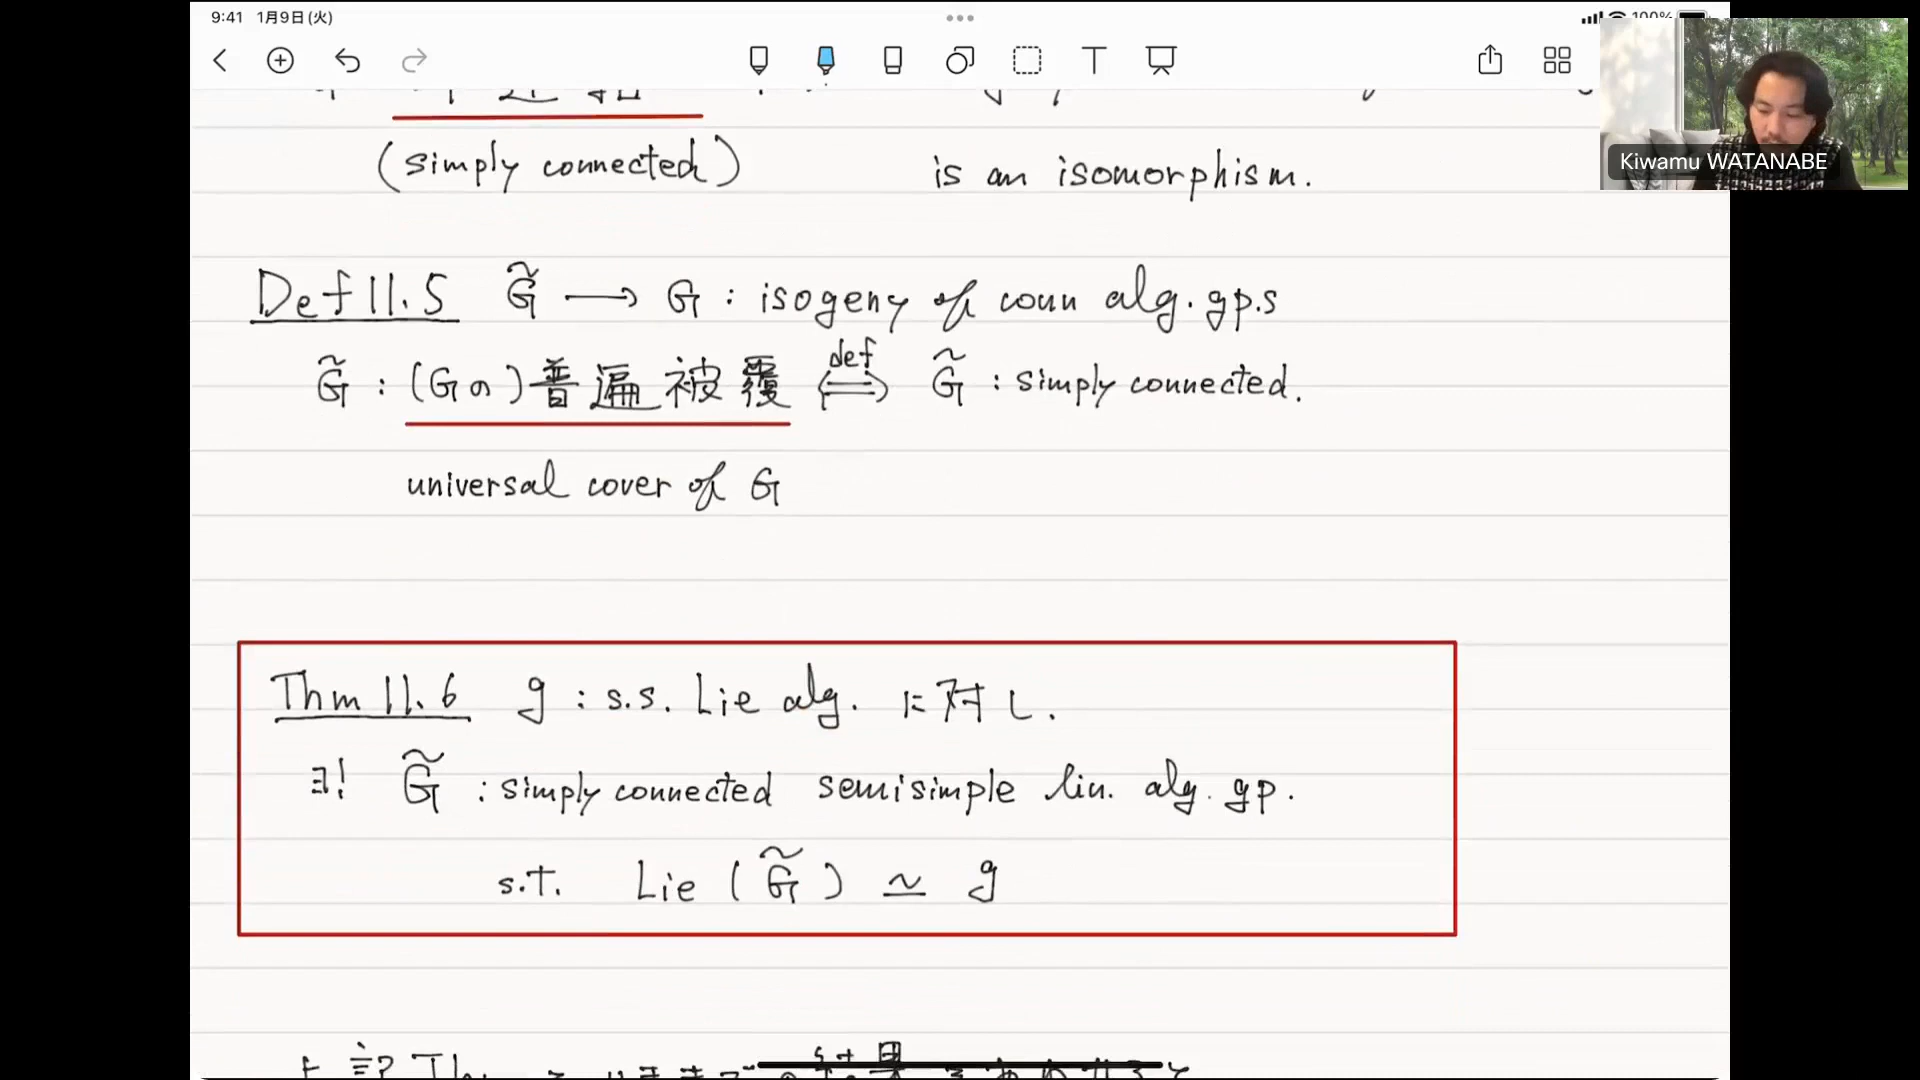 9:41 1月9日(火)
100%
Kiwamu WATANABE
(simply connected) is an isomorphism.
Def 11.5 G̃ → G : isogeny of conn alg. gp.s
G̃ : (Gの)普遍被覆 ⇔ def G̃ : simply connected.
universal cover of G
Thm 11.6 g : s.s. Lie alg. に対し.
∃! G̃ : simply connected semisimple lin. alg. gp.
s.t. Lie (G̃) ≃ g